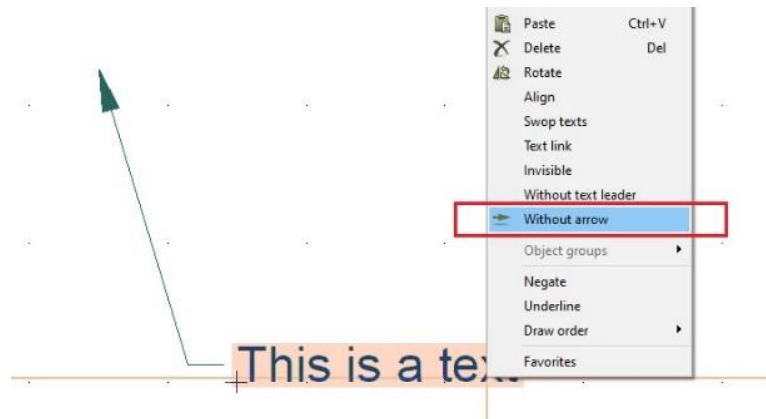 Paste Ctrl+V
Delete Del
Rotate
Align
Swop texts
Text link
Invisible
Without text leader
Without arrow
Object groups
Negate
Underline
Draw order
Favorites
This is a text